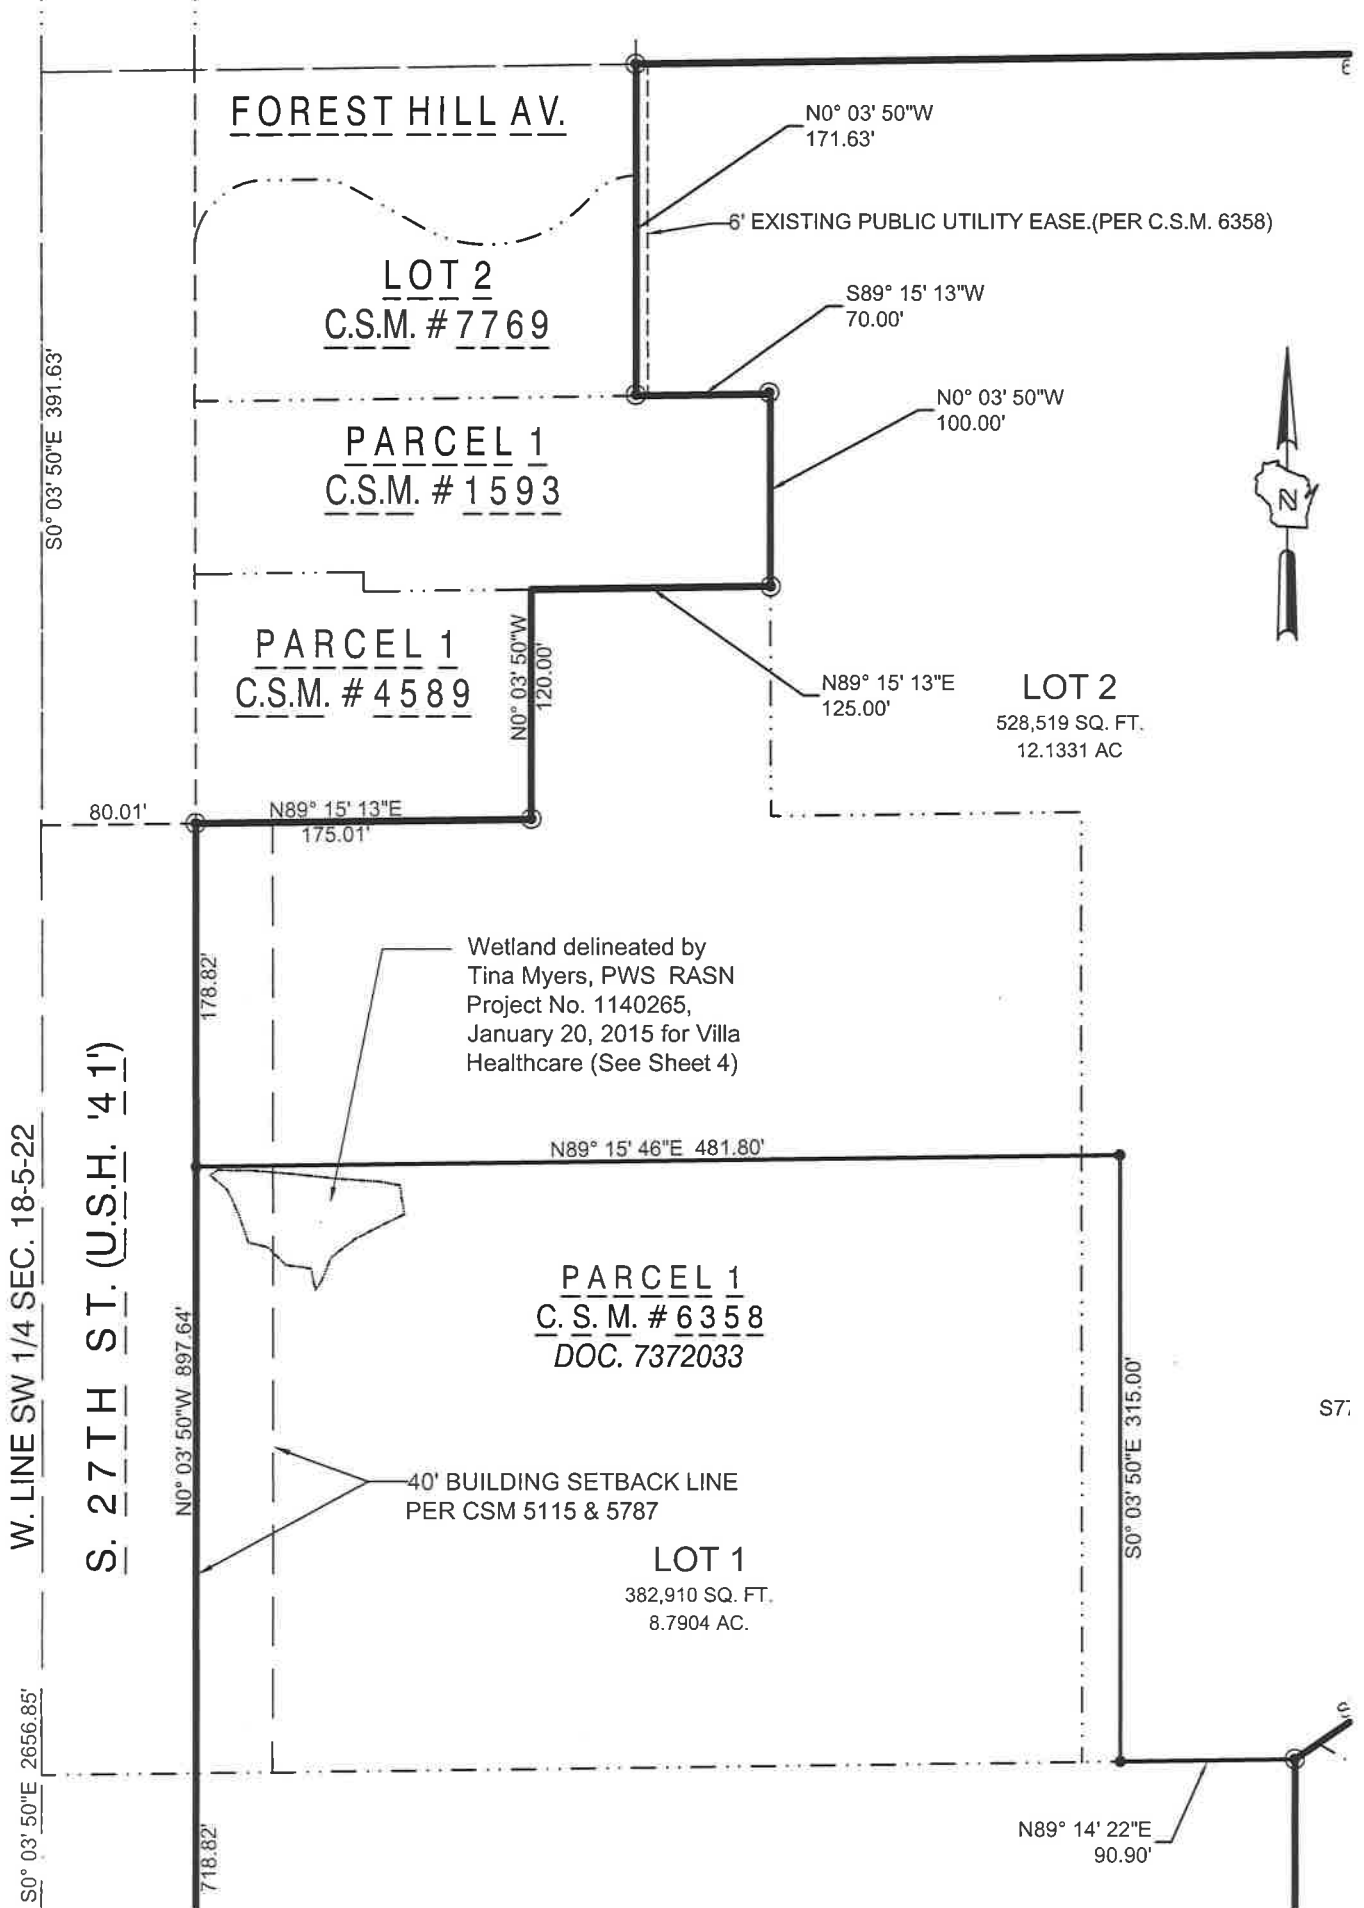 FOREST HILL AV.
N0° 03' 50"W
171.63'
6' EXISTING PUBLIC UTILITY EASE.(PER C.S.M. 6358)
LOT 2
C.S.M. # 7769
S89° 15' 13"W
70.00'
S0° 03' 50"E 391.63'
N0° 03' 50"W
100.00'
PARCEL 1
C.S.M. # 1593
N
PARCEL 1
C.S.M. # 4589
N0° 03' 50"W
120.00'
N89° 15' 13"E
125.00'
LOT 2
528,519 SQ. FT.
12.1331 AC
80.01'
N89° 15' 13"E
175.01'
178.82'
Wetland delineated by
Tina Myers, PWS RASN
Project No. 1140265,
January 20, 2015 for Villa
Healthcare (See Sheet 4)
N89° 15' 46"E 481.80'
W. LINE SW 1/4 SEC. 18-5-22
S. 27TH ST. (U.S.H. '41')
N0° 03' 50"W 897.64'
PARCEL 1
C. S. M. # 6358
DOC. 7372033
S0° 03' 50"E 315.00'
S77
40' BUILDING SETBACK LINE
PER CSM 5115 & 5787
LOT 1
382,910 SQ. FT.
8.7904 AC.
S0° 03' 50"E 2656.85'
718.82'
N89° 14' 22"E
90.90'